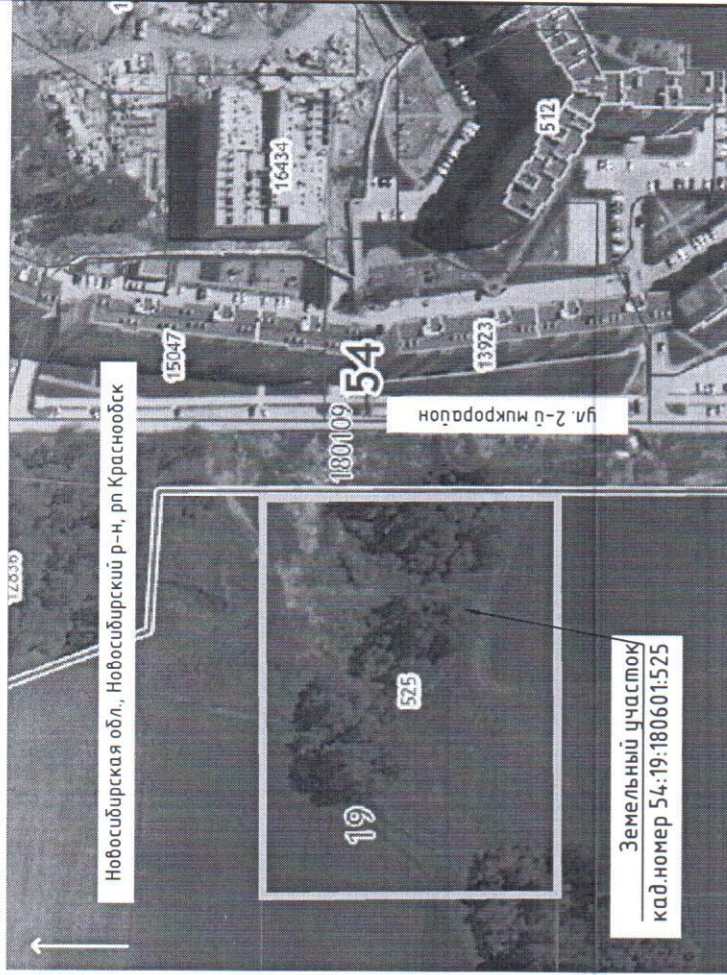 Новосибирская обл., Новосибирский р-н, рп Краснообск
16434
512
15047
54
13923
180109
ул. 2-й микрорайон
525
19
Земельный участок
кад.номер 54:19:180601:525